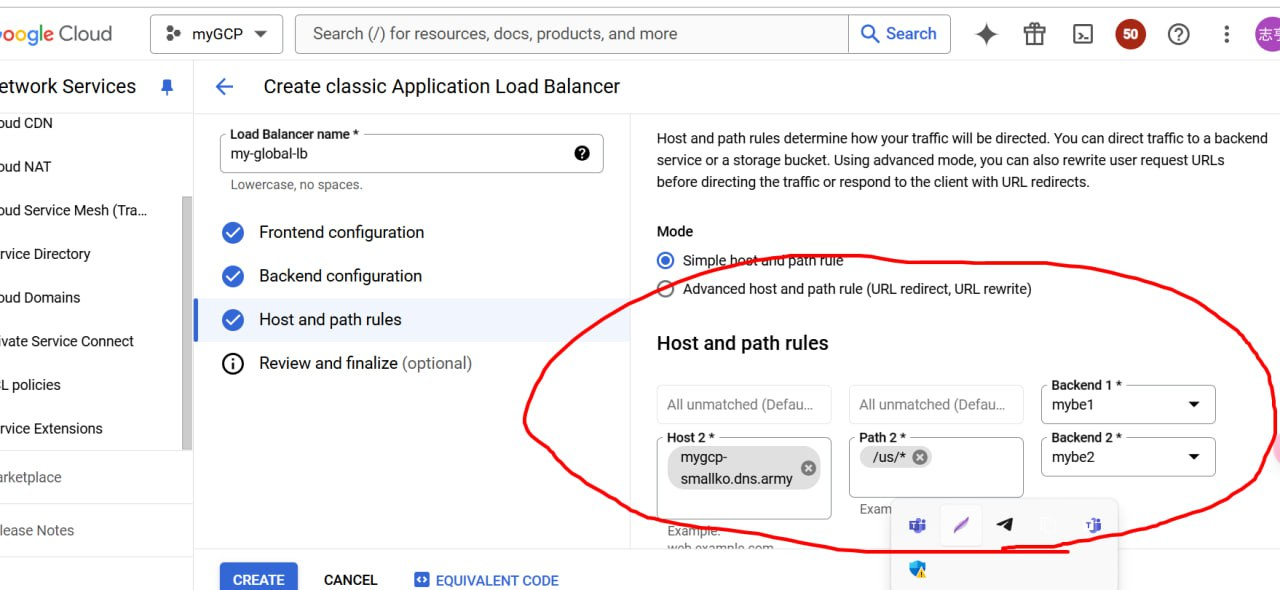 oogle Cloud
myGCP
Search (/) for resources, docs, products, and more
Search
50
etwork Services
Create classic Application Load Balancer
oud CDN
oud NAT
oud Service Mesh (Tra...
rvice Directory
oud Domains
ivate Service Connect
L policies
rvice Extensions
arketplace
lease Notes
Load Balancer name *
my-global-lb
Lowercase, no spaces.
Frontend configuration
Backend configuration
Host and path rules
Review and finalize (optional)
Host and path rules determine how your traffic will be directed. You can direct traffic to a backend
service or a storage bucket. Using advanced mode, you can also rewrite user request URLs
before directing the traffic or respond to the client with URL redirects.
Mode
Simple host and path rule
Advanced host and path rule (URL redirect, URL rewrite)
Host and path rules
All unmatched (Defau...
All unmatched (Defau...
Backend 1 *
mybe1
Host 2 *
mygcp-
smallko.dns.army
Path 2 *
/us/*
Backend 2 *
mybe2
Example:
web.example.com
Exam
CREATE
CANCEL
EQUIVALENT CODE